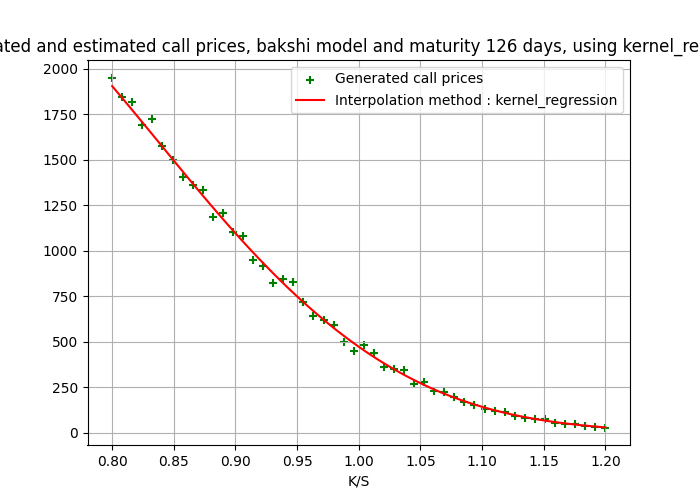 and estimated call prices, bakshi model and maturity 126 days, using
Generated call prices
Interpolation method : kernel_regression
2000
1750
1500
1250
1000
750
500
250
0
0.80 0.85 0.90 0.95 1.00 1.05 1.10 1.15 1.20
K/S